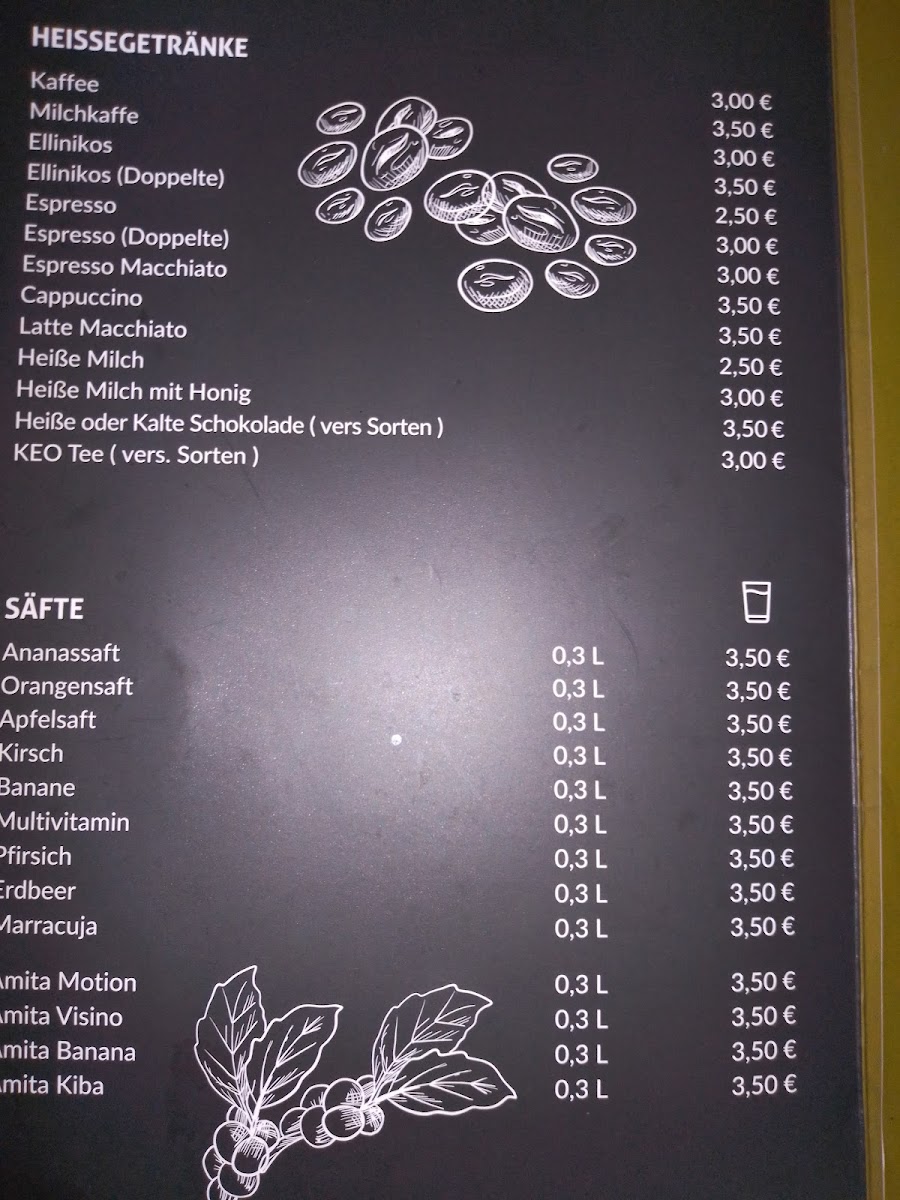 HEISSEGETRÄNKE
Kaffee 3,00 €
Milchkaffe 3,50 €
Ellinikos 3,00 €
Ellinikos (Doppelte) 3,50 €
Espresso 2,50 €
Espresso (Doppelte) 3,00 €
Espresso Macchiato 3,00 €
Cappuccino 3,50 €
Latte Macchiato 3,50 €
Heiße Milch 2,50 €
Heiße Milch mit Honig 3,00 €
Heiße oder Kalte Schokolade ( vers Sorten ) 3,50 €
KEO Tee ( vers. Sorten ) 3,00 €
SÄFTE
Ananassaft 0,3 L 3,50 €
Orangensaft 0,3 L 3,50 €
Apfelsaft 0,3 L 3,50 €
Kirsch 0,3 L 3,50 €
Banane 0,3 L 3,50 €
Multivitamin 0,3 L 3,50 €
Pfirsich 0,3 L 3,50 €
Erdbeer 0,3 L 3,50 €
Marracuja 0,3 L 3,50 €
Amita Motion 0,3 L 3,50 €
Amita Visino 0,3 L 3,50 €
Amita Banana 0,3 L 3,50 €
Amita Kiba 0,3 L 3,50 €